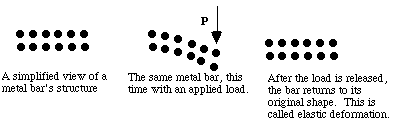 P
A simplified view of a
metal bar's structure
The same metal bar, this
time with an applied load.
After the load is released,
the bar returns to its
original shape.  This is
called elastic deformation.